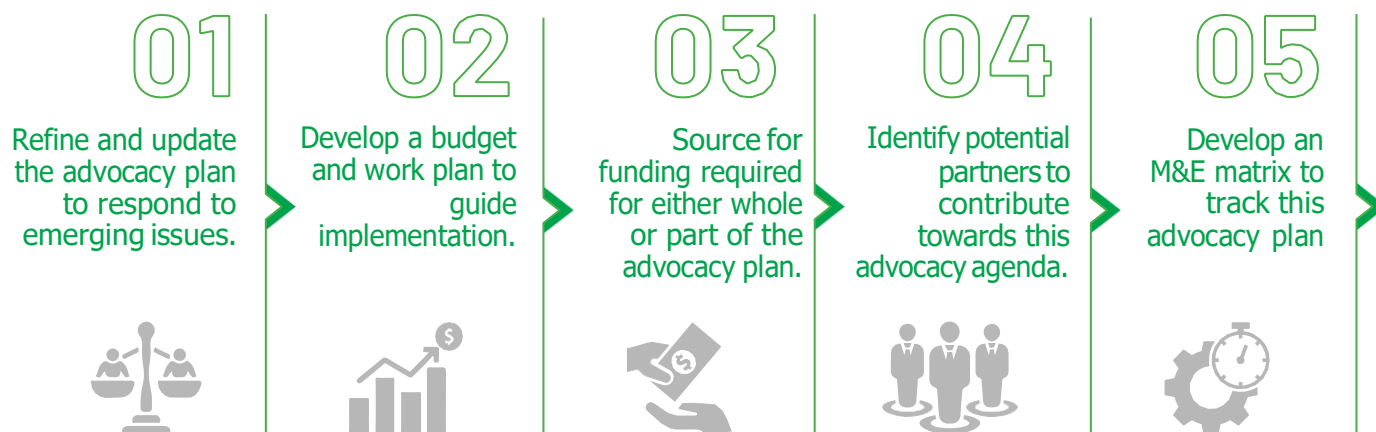 01
Refine and update
the advocacy plan
to respond to
emerging issues.
02
Develop a budget
and work plan to
guide
implementation.
03
Source for
funding required
for either whole
or part of the
advocacy plan.
04
Identify potential
partners to
contribute
towards this
advocacy agenda.
05
Develop an
M&E matrix to
track this
advocacy plan
$
$